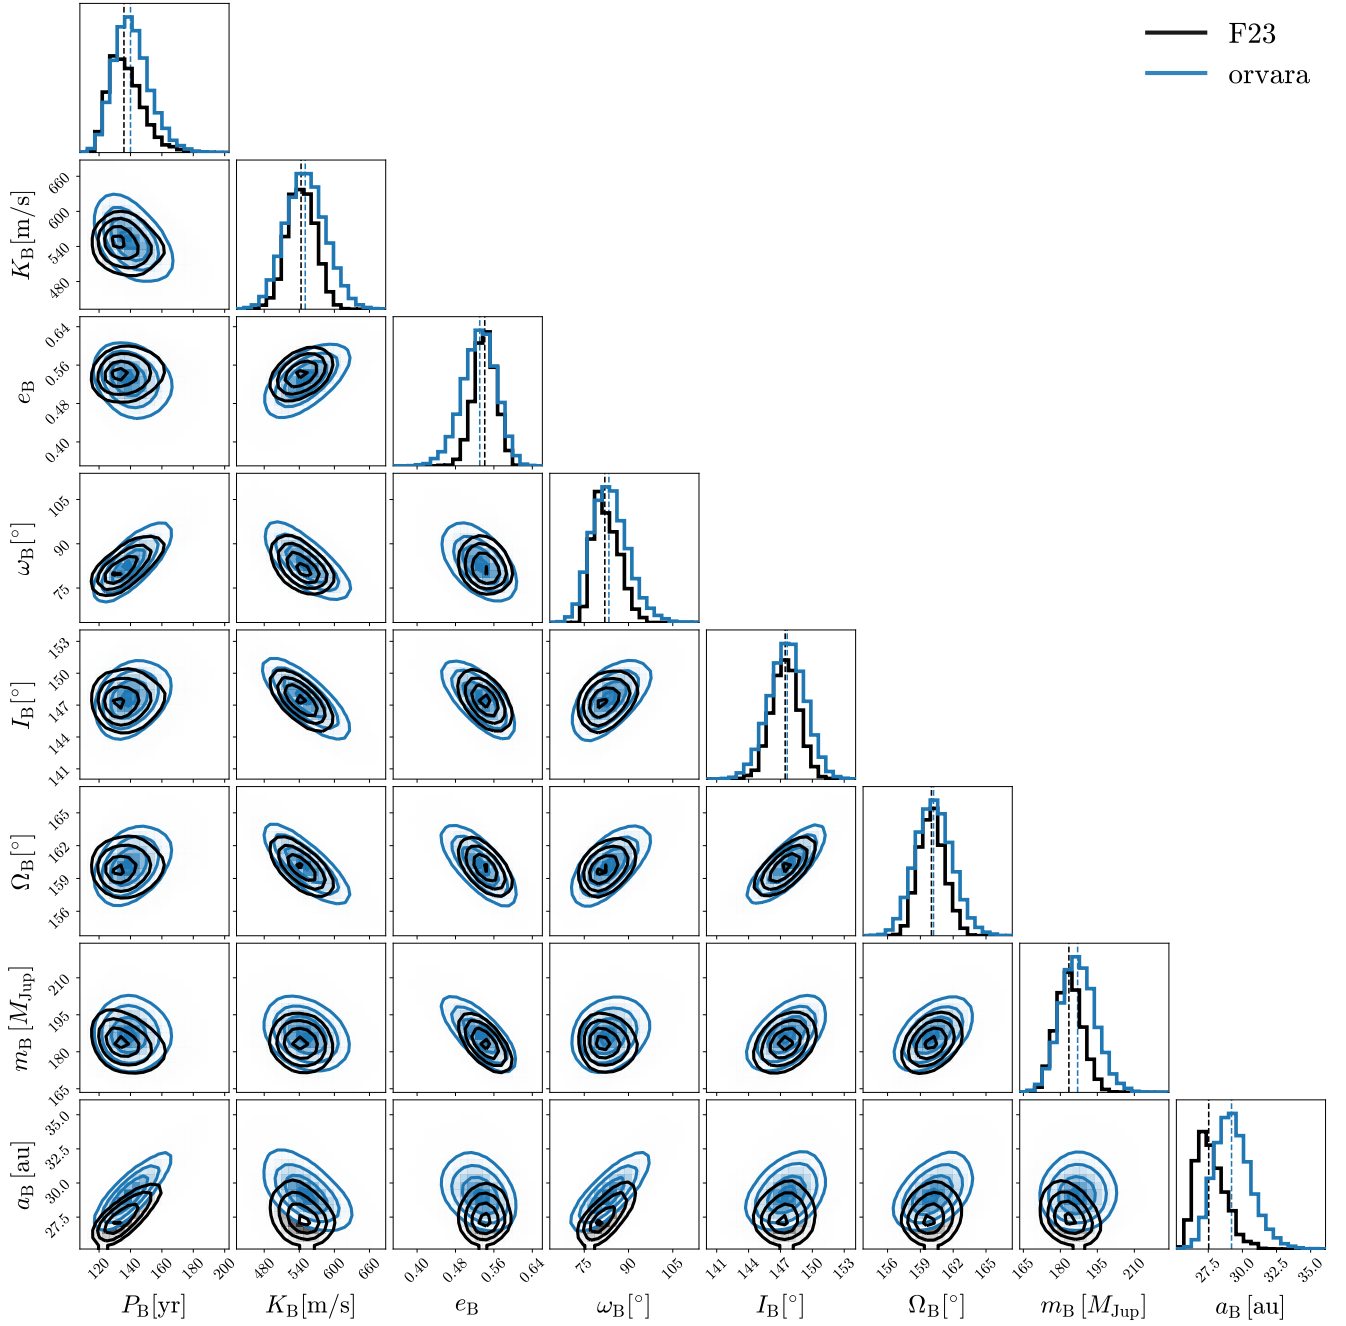 F23
orvara
K_B[m/s]
660
600
540
480
e_B
0.64
0.56
0.48
0.40
ω_B[°]
105
90
75
I_B[°]
153
150
147
144
141
Ω_B[°]
165
162
159
156
m_B [M_Jup]
210
195
180
165
a_B [au]
35.0
32.5
30.0
27.5
120 140 160 180 200
480 540 600 660
0.40 0.48 0.56 0.64
75 90 105
141 144 147 150 153
156 159 162 165
165 180 195 210
27.5 30.0 32.5 35.0
P_B[yr]
K_B[m/s]
e_B
ω_B[°]
I_B[°]
Ω_B[°]
m_B [M_Jup]
a_B [au]